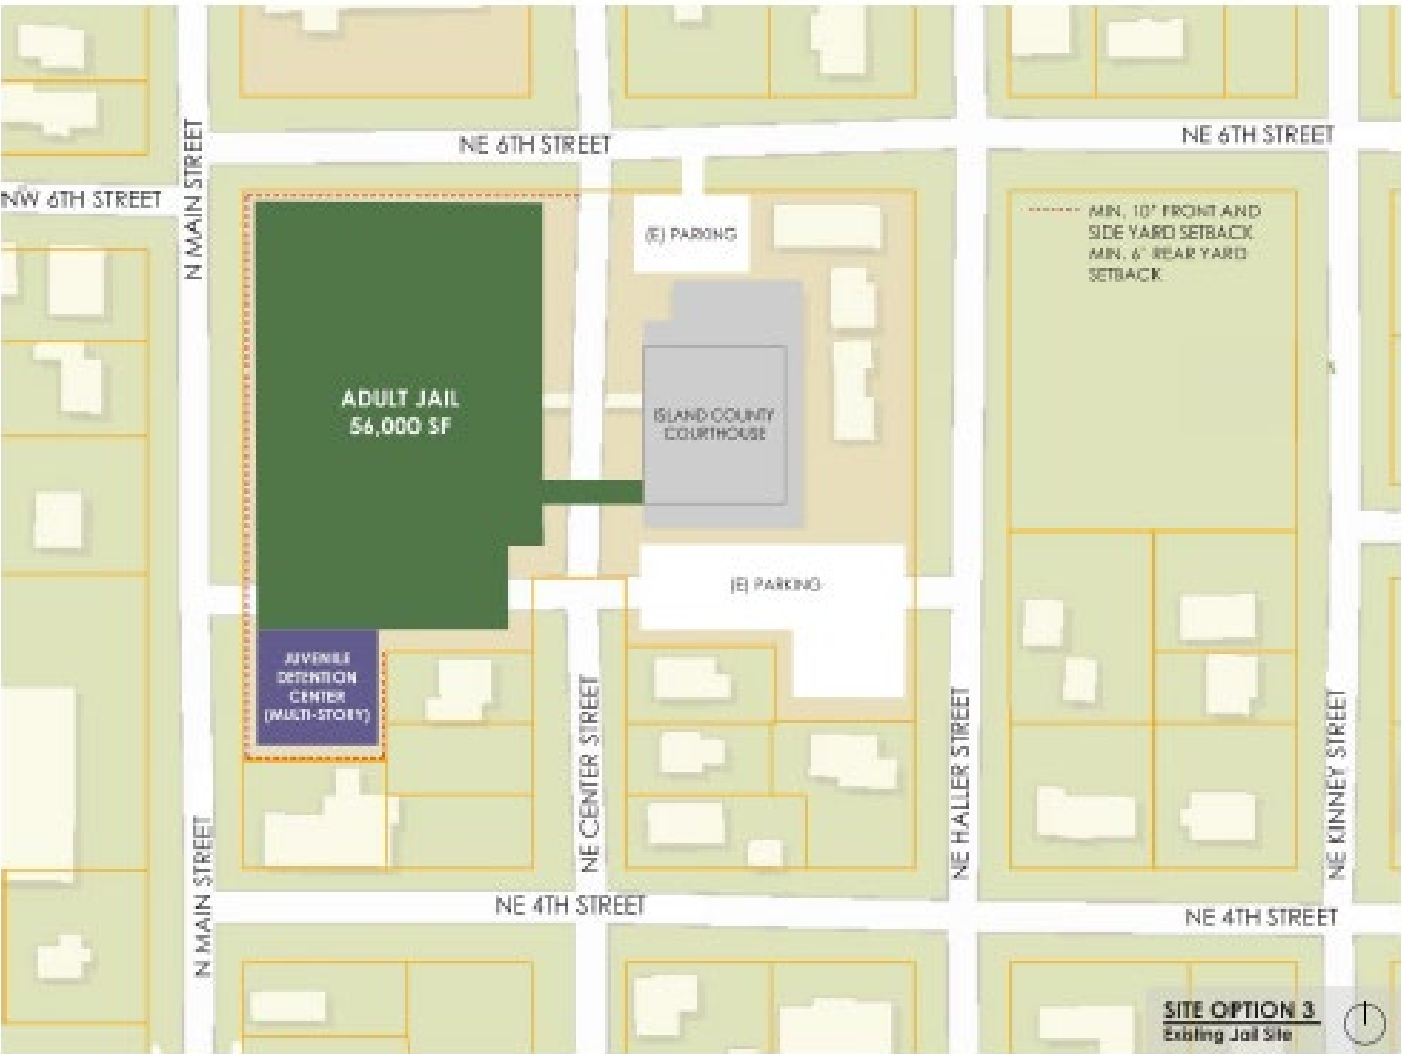 NE 6TH STREET
NE 6TH STREET
N MAIN STREET
NW 6TH STREET
MIN. 10' FRONT AND
SIDE YARD SETBACK
MIN. 6' REAR YARD
SETBACK
(E) PARKING
ADULT JAIL
56,000 SF
ISLAND COUNTY
COURTHOUSE
(E) PARKING
JUVENILE
DETENTION
CENTER
(MULTI-STORY)
NE CENTER STREET
NE HALLER STREET
NE KINNEY STREET
N MAIN STREET
NE 4TH STREET
NE 4TH STREET
SITE OPTION 3
Existing Jail Site